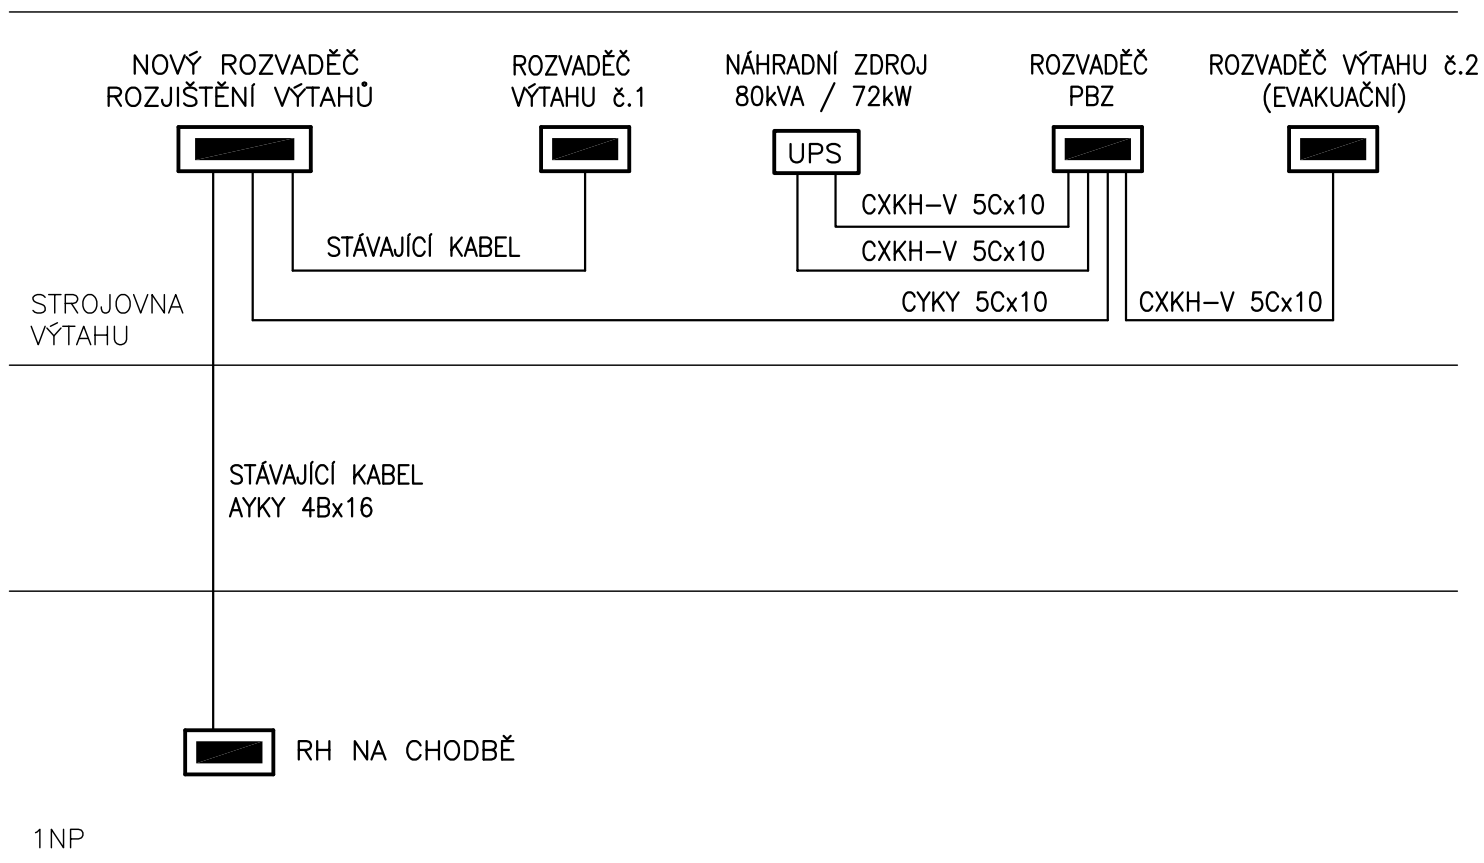 NOVÝ ROZVADĚČ
ROZJIŠTĚNÍ VÝTAHŮ
ROZVADĚČ
VÝTAHU č.1
NÁHRADNÍ ZDROJ
80kVA / 72kW
ROZVADĚČ
PBZ
ROZVADĚČ VÝTAHU č.2
(EVAKUAČNÍ)
UPS
CXKH-V 5Cx10
STÁVAJÍCÍ KABEL
CXKH-V 5Cx10
STROJOVNA
VÝTAHU
CYKY 5Cx10
CXKH-V 5Cx10
STÁVAJÍCÍ KABEL
AYKY 4Bx16
RH NA CHODBĚ
1NP